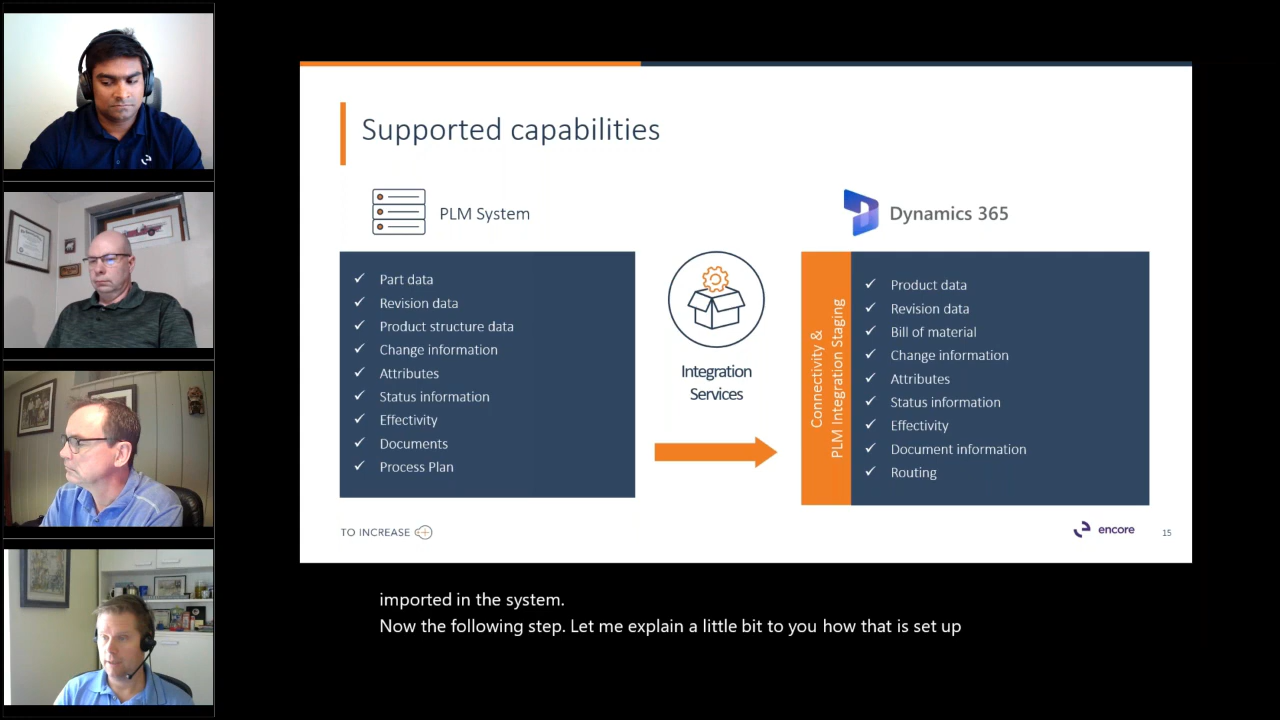 Supported capabilities
PLM System
Dynamics 365
Part data
Revision data
Product structure data
Change information
Attributes
Status information
Effectivity
Documents
Process Plan
Integration
Services
Connectivity &
PLM Integration Staging
Product data
Revision data
Bill of material
Change information
Attributes
Status information
Effectivity
Document information
Routing
TO INCREASE
encore
15
imported in the system.
Now the following step. Let me explain a little bit to you how that is set up